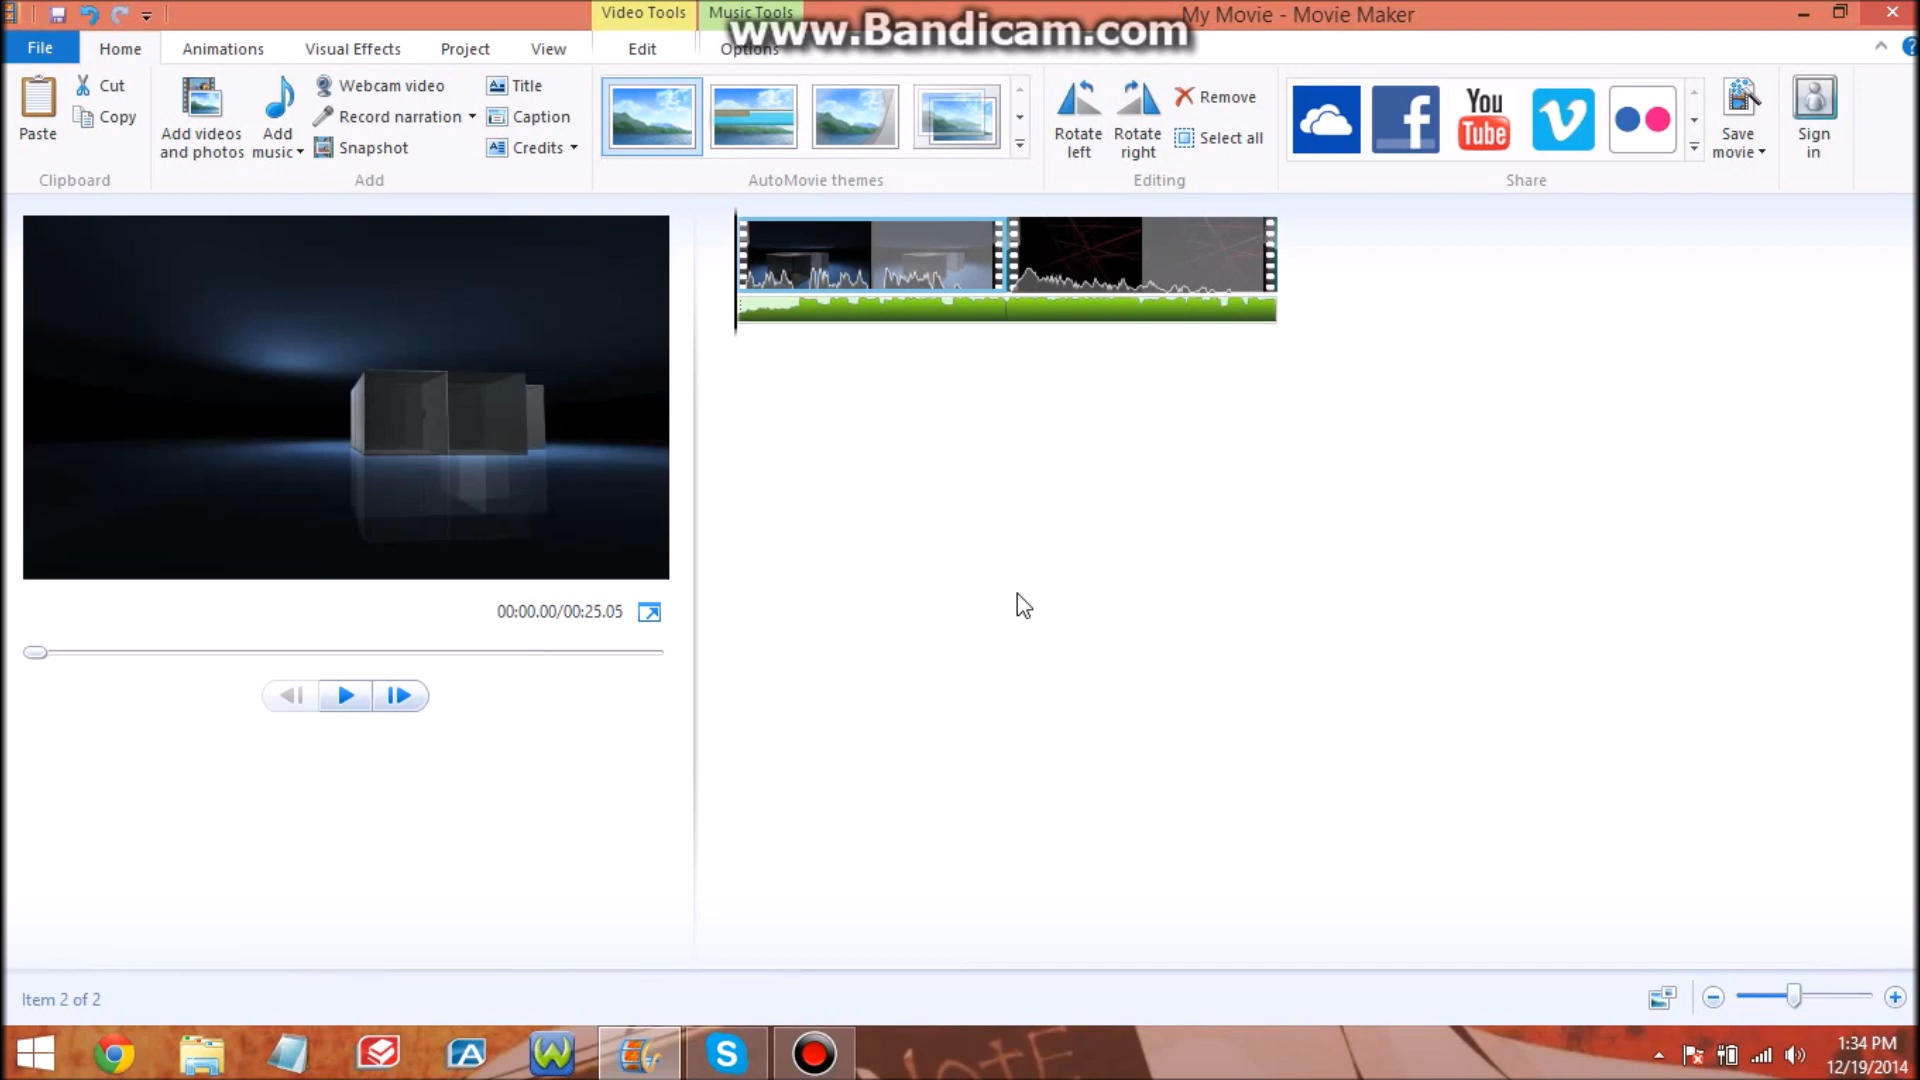 Video Tools
Music Tools
www.Bandicam.com
My Movie - Movie Maker
File
Home
Animations
Visual Effects
Project
View
Edit
Options
Paste
Cut
Copy
Clipboard
Add videos
and photos
Add
music
Webcam video
Record narration
Snapshot
Title
Caption
Credits
Add
AutoMovie themes
Rotate
left
Rotate
right
Remove
Select all
Editing
You
Tube
Share
Save
movie
Sign
in
00:00.00/00:25.05
Item 2 of 2
NOTE
1:34 PM
12/19/2014